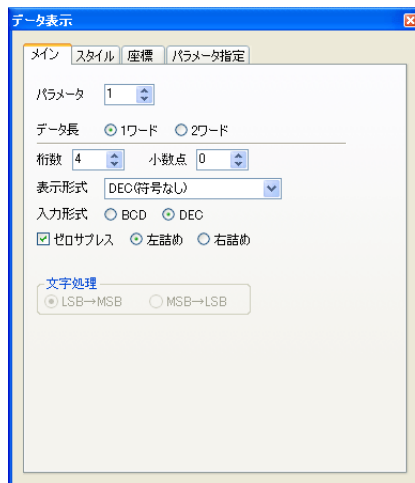 データ表示
メイン スタイル 座標 パラメータ指定
パラメータ 1
データ長 1ワード 2ワード
桁数 4 小数点 0
表示形式 DEC(符号なし)
入力形式 BCD DEC
ゼロサプレス 左詰め 右詰め
文字処理
LSB→MSB MSB→LSB